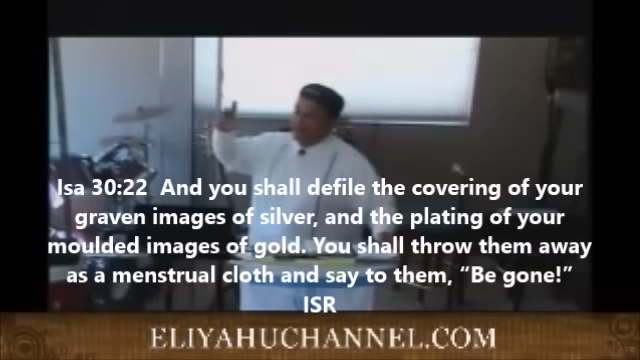 Isa 30:22  And you shall defile the covering of your
graven images of silver, and the plating of your
moulded images of gold. You shall throw them away
as a menstrual cloth and say to them, “Be gone!”
ISR
ELIYAHUCHANNEL.COM